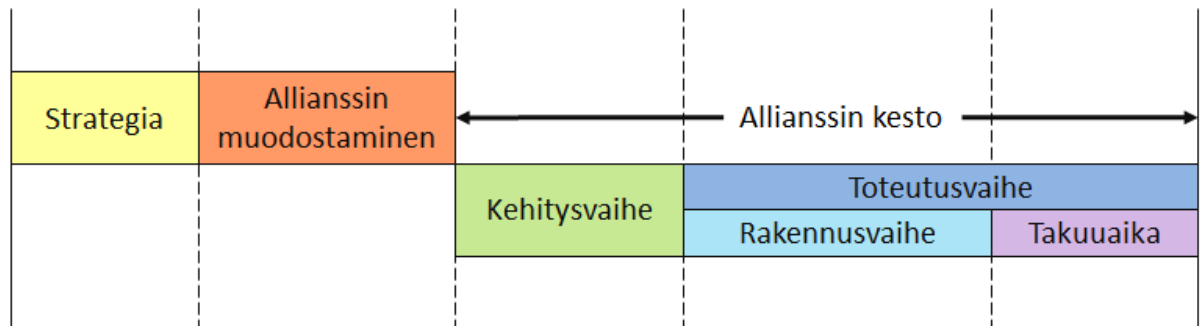 Strategia
Allianssin
muodostaminen
Allianssin kesto
Kehitysvaihe
Toteutusvaihe
Rakennusvaihe
Takuuaika